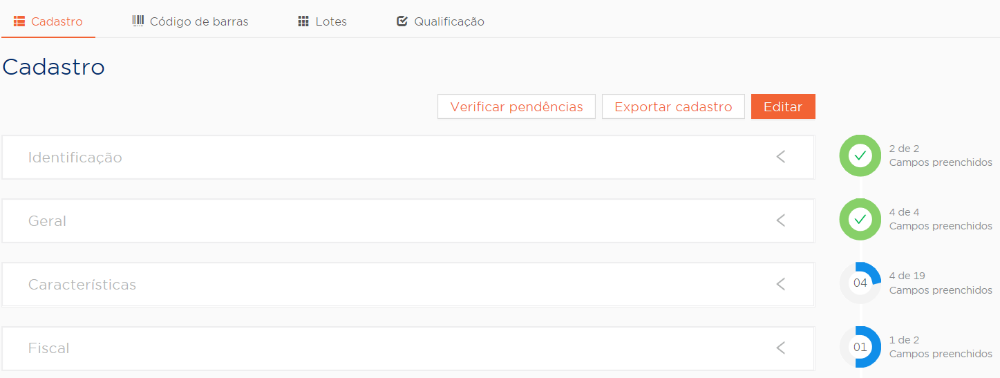 Cadastro
Código de barras
Lotes
Qualificação
Cadastro
Verificar pendências
Exportar cadastro
Editar
Identificação
2 de 2
Campos preenchidos
Geral
4 de 4
Campos preenchidos
Características
04
4 de 19
Campos preenchidos
Fiscal
01
1 de 2
Campos preenchidos